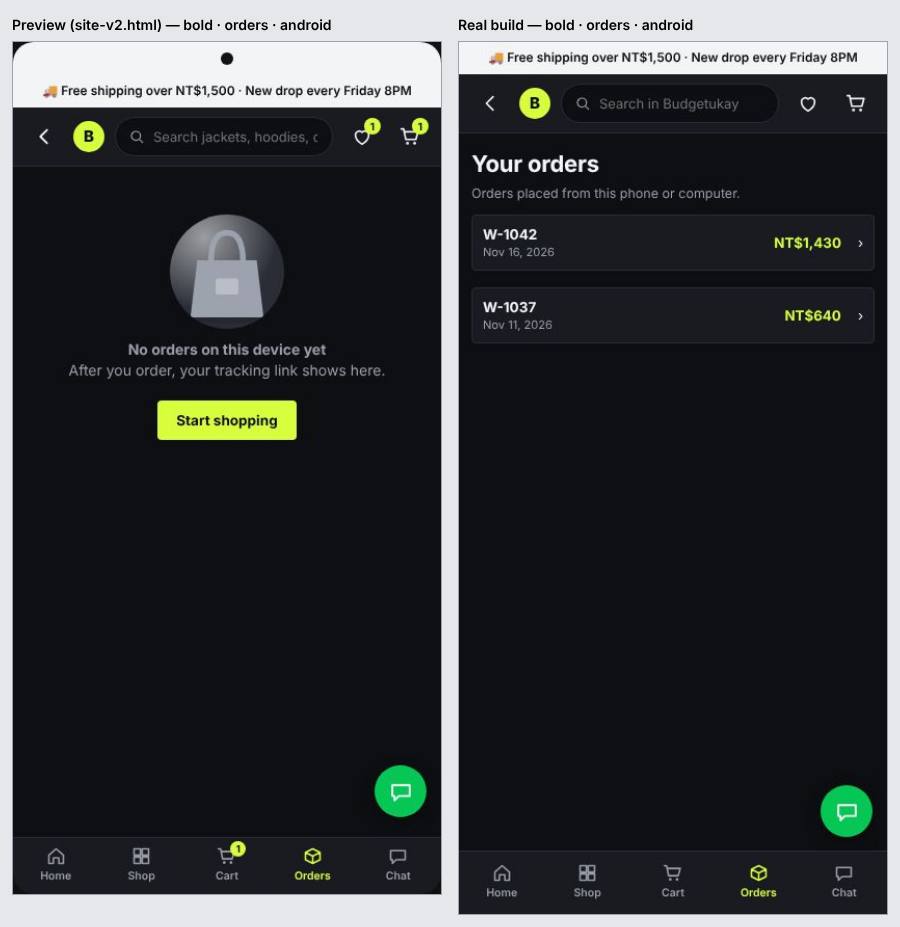 Preview (site-v2.html) — bold · orders · android
🚚 Free shipping over NT$1,500 · New drop every Friday 8PM
B
Search jackets, hoodies, c
1
1
No orders on this device yet
After you order, your tracking link shows here.
Start shopping
1
Home
Shop
Cart
Orders
Chat
Real build — bold · orders · android
🚚 Free shipping over NT$1,500 · New drop every Friday 8PM
B
Search in Budgetukay
Your orders
Orders placed from this phone or computer.
W-1042
Nov 16, 2026
NT$1,430 ›
W-1037
Nov 11, 2026
NT$640 ›
Home
Shop
Cart
Orders
Chat